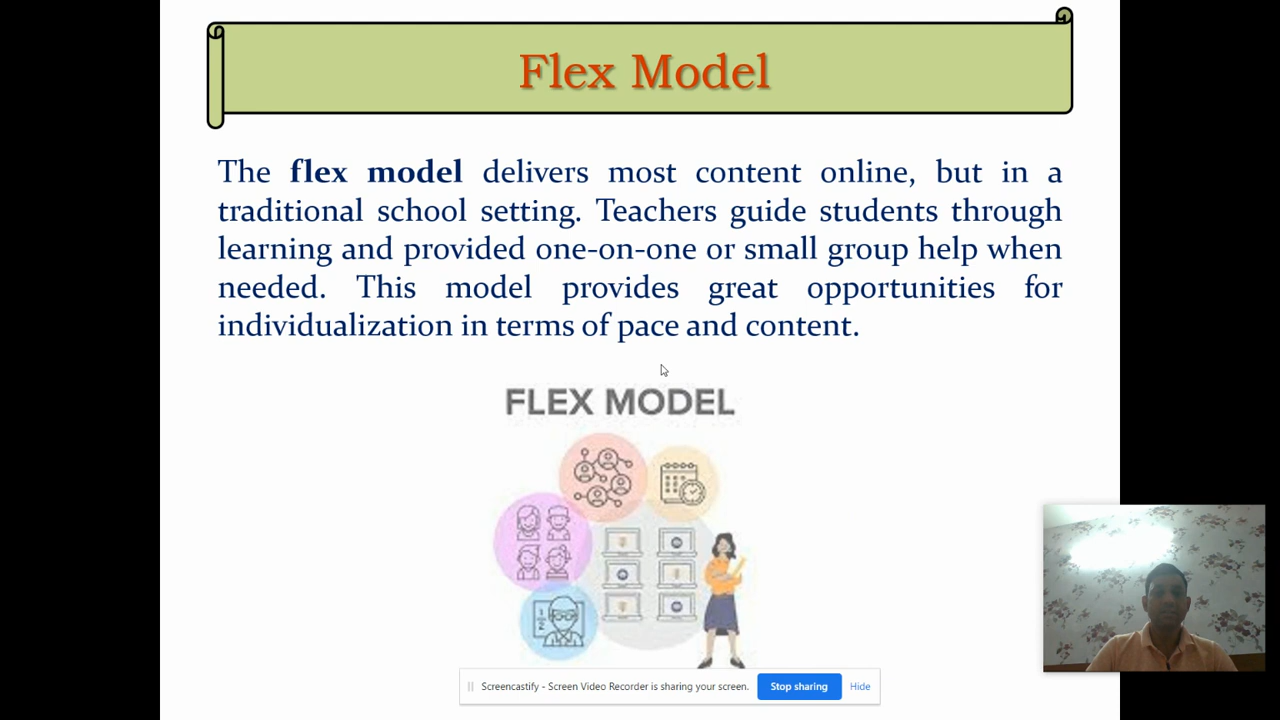 Flex Model
The flex model delivers most content online, but in a
traditional school setting. Teachers guide students through
learning and provided one-on-one or small group help when
needed. This model provides great opportunities for
individualization in terms of pace and content.
FLEX MODEL
1/2
Screencastify - Screen Video Recorder is sharing your screen. Stop sharing Hide